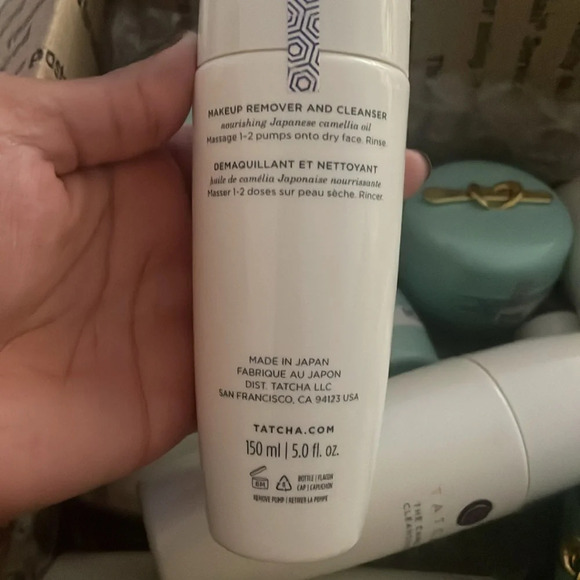 MAKEUP REMOVER AND CLEANSER
nourishing Japanese camellia oil
Massage 1-2 pumps onto dry face. Rinse.
DÉMAQUILLANT ET NETTOYANT
huile de camélia Japonaise nourrissante
Masser 1-2 doses sur peau sèche. Rincer.
MADE IN JAPAN
FABRIQUE AU JAPON
DIST. TATCHA LLC
SAN FRANCISCO, CA 94123 USA
TATCHA.COM
150 ml | 5.0 fl. oz.
BOTTLE | FLACON
CAP | CAPUCHON
REMOVE PUMP | RETIRER LA POMPE